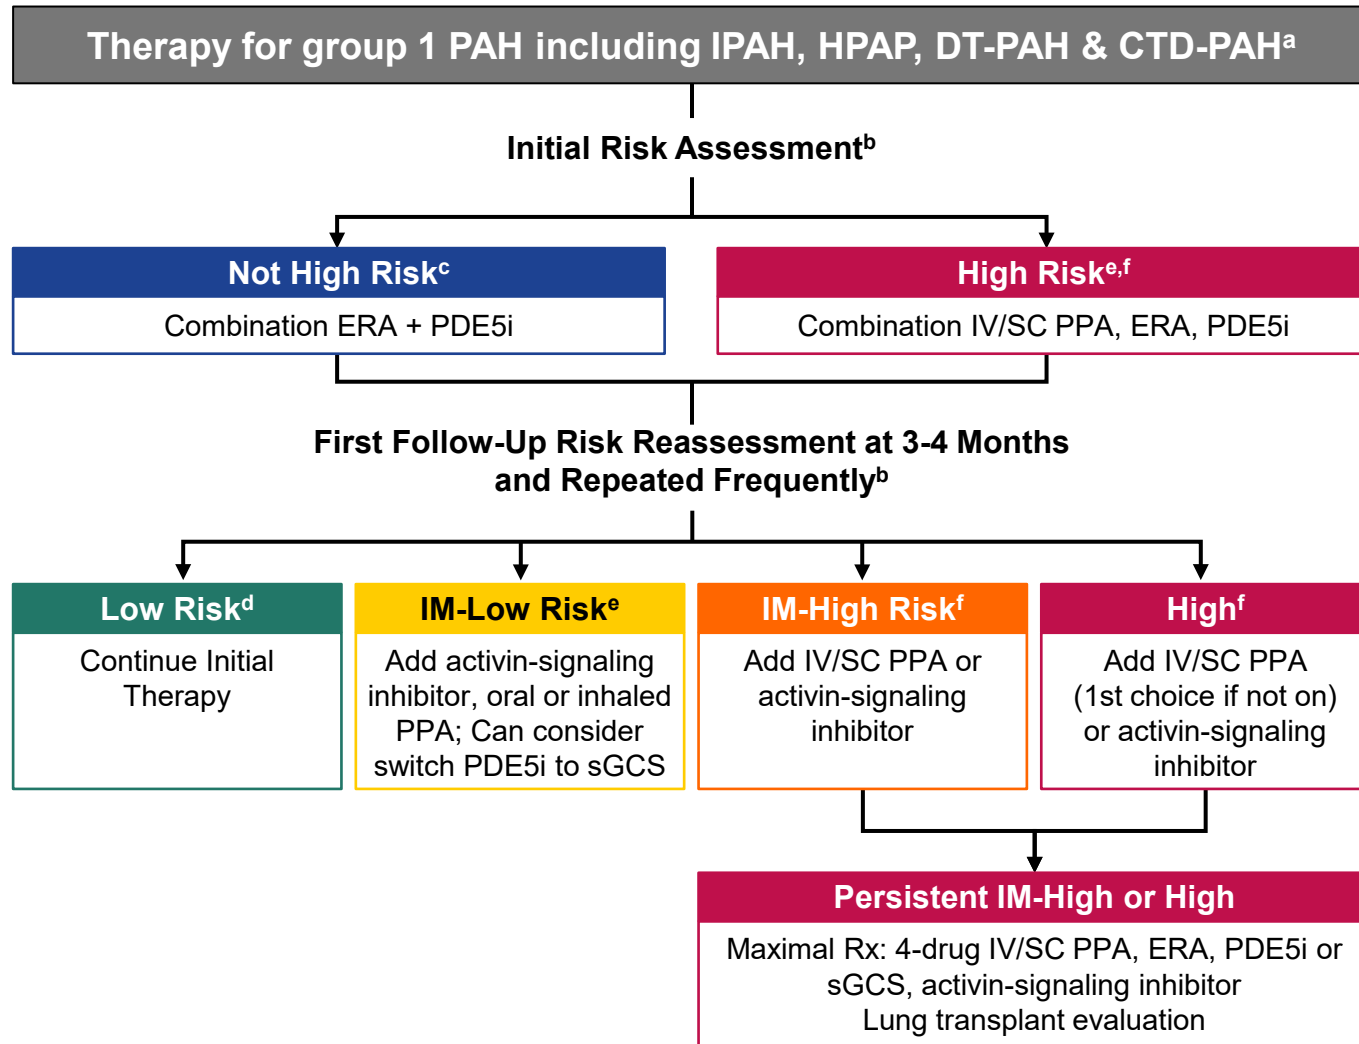 Therapy for group 1 PAH including IPAH, HPAP, DT-PAH & CTD-PAHᵃ
Initial Risk Assessmentᵇ
Not High Riskᶜ
Combination ERA + PDE5i
High Riskᵉ,ᶠ
Combination IV/SC PPA, ERA, PDE5i
First Follow-Up Risk Reassessment at 3-4 Months
and Repeated Frequentlyᵇ
Low Riskᵈ
Continue Initial
Therapy
IM-Low Riskᵉ
Add activin-signaling
inhibitor, oral or inhaled
PPA; Can consider
switch PDE5i to sGCS
IM-High Riskᶠ
Add IV/SC PPA or
activin-signaling
inhibitor
Highᶠ
Add IV/SC PPA
(1st choice if not on)
or activin-signaling
inhibitor
Persistent IM-High or High
Maximal Rx: 4-drug IV/SC PPA, ERA, PDE5i or
sGCS, activin-signaling inhibitor
Lung transplant evaluation